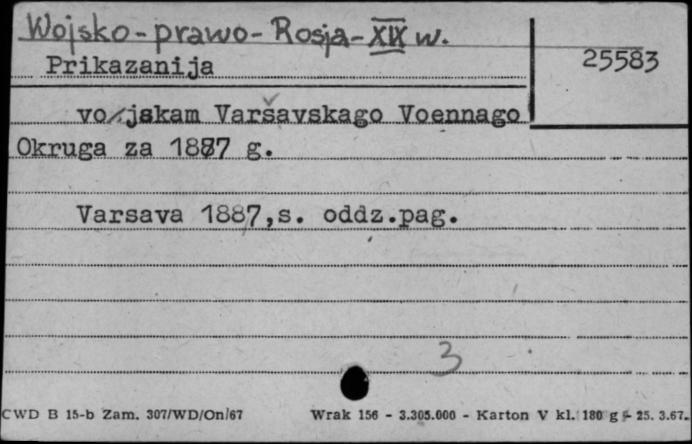 Wojsko - prawo - Rosja - XIX w.
Prikazanija
25583
vojskam Varšavskago Voennago
Okruga za 1887 g.
Varsava 1887,s. oddz.pag.
3
CWD B 15-b Zam. 307/WD/On/67 Wrak 156 - 3.305.000 - Karton V kl. 180 g - 25. 3.67.